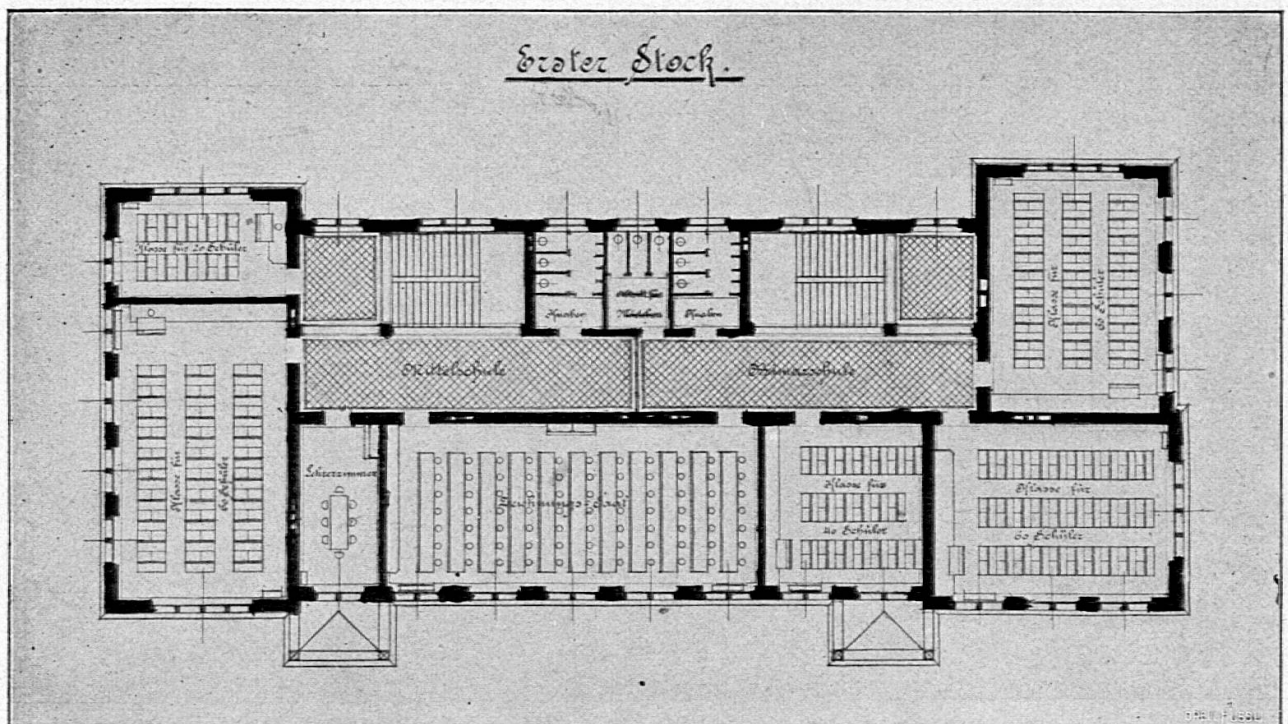 Erster Stock.
Klasse für 20 Schüler
Knaben
Mädchen
Knaben
Klasse für
60 Schüler
Mittelschule
Primarschule
Klasse für
60 Schüler
Lehrerzimmer
Zeichnungs-Saal
Klasse für
40 Schüler
Klasse für
60 Schüler